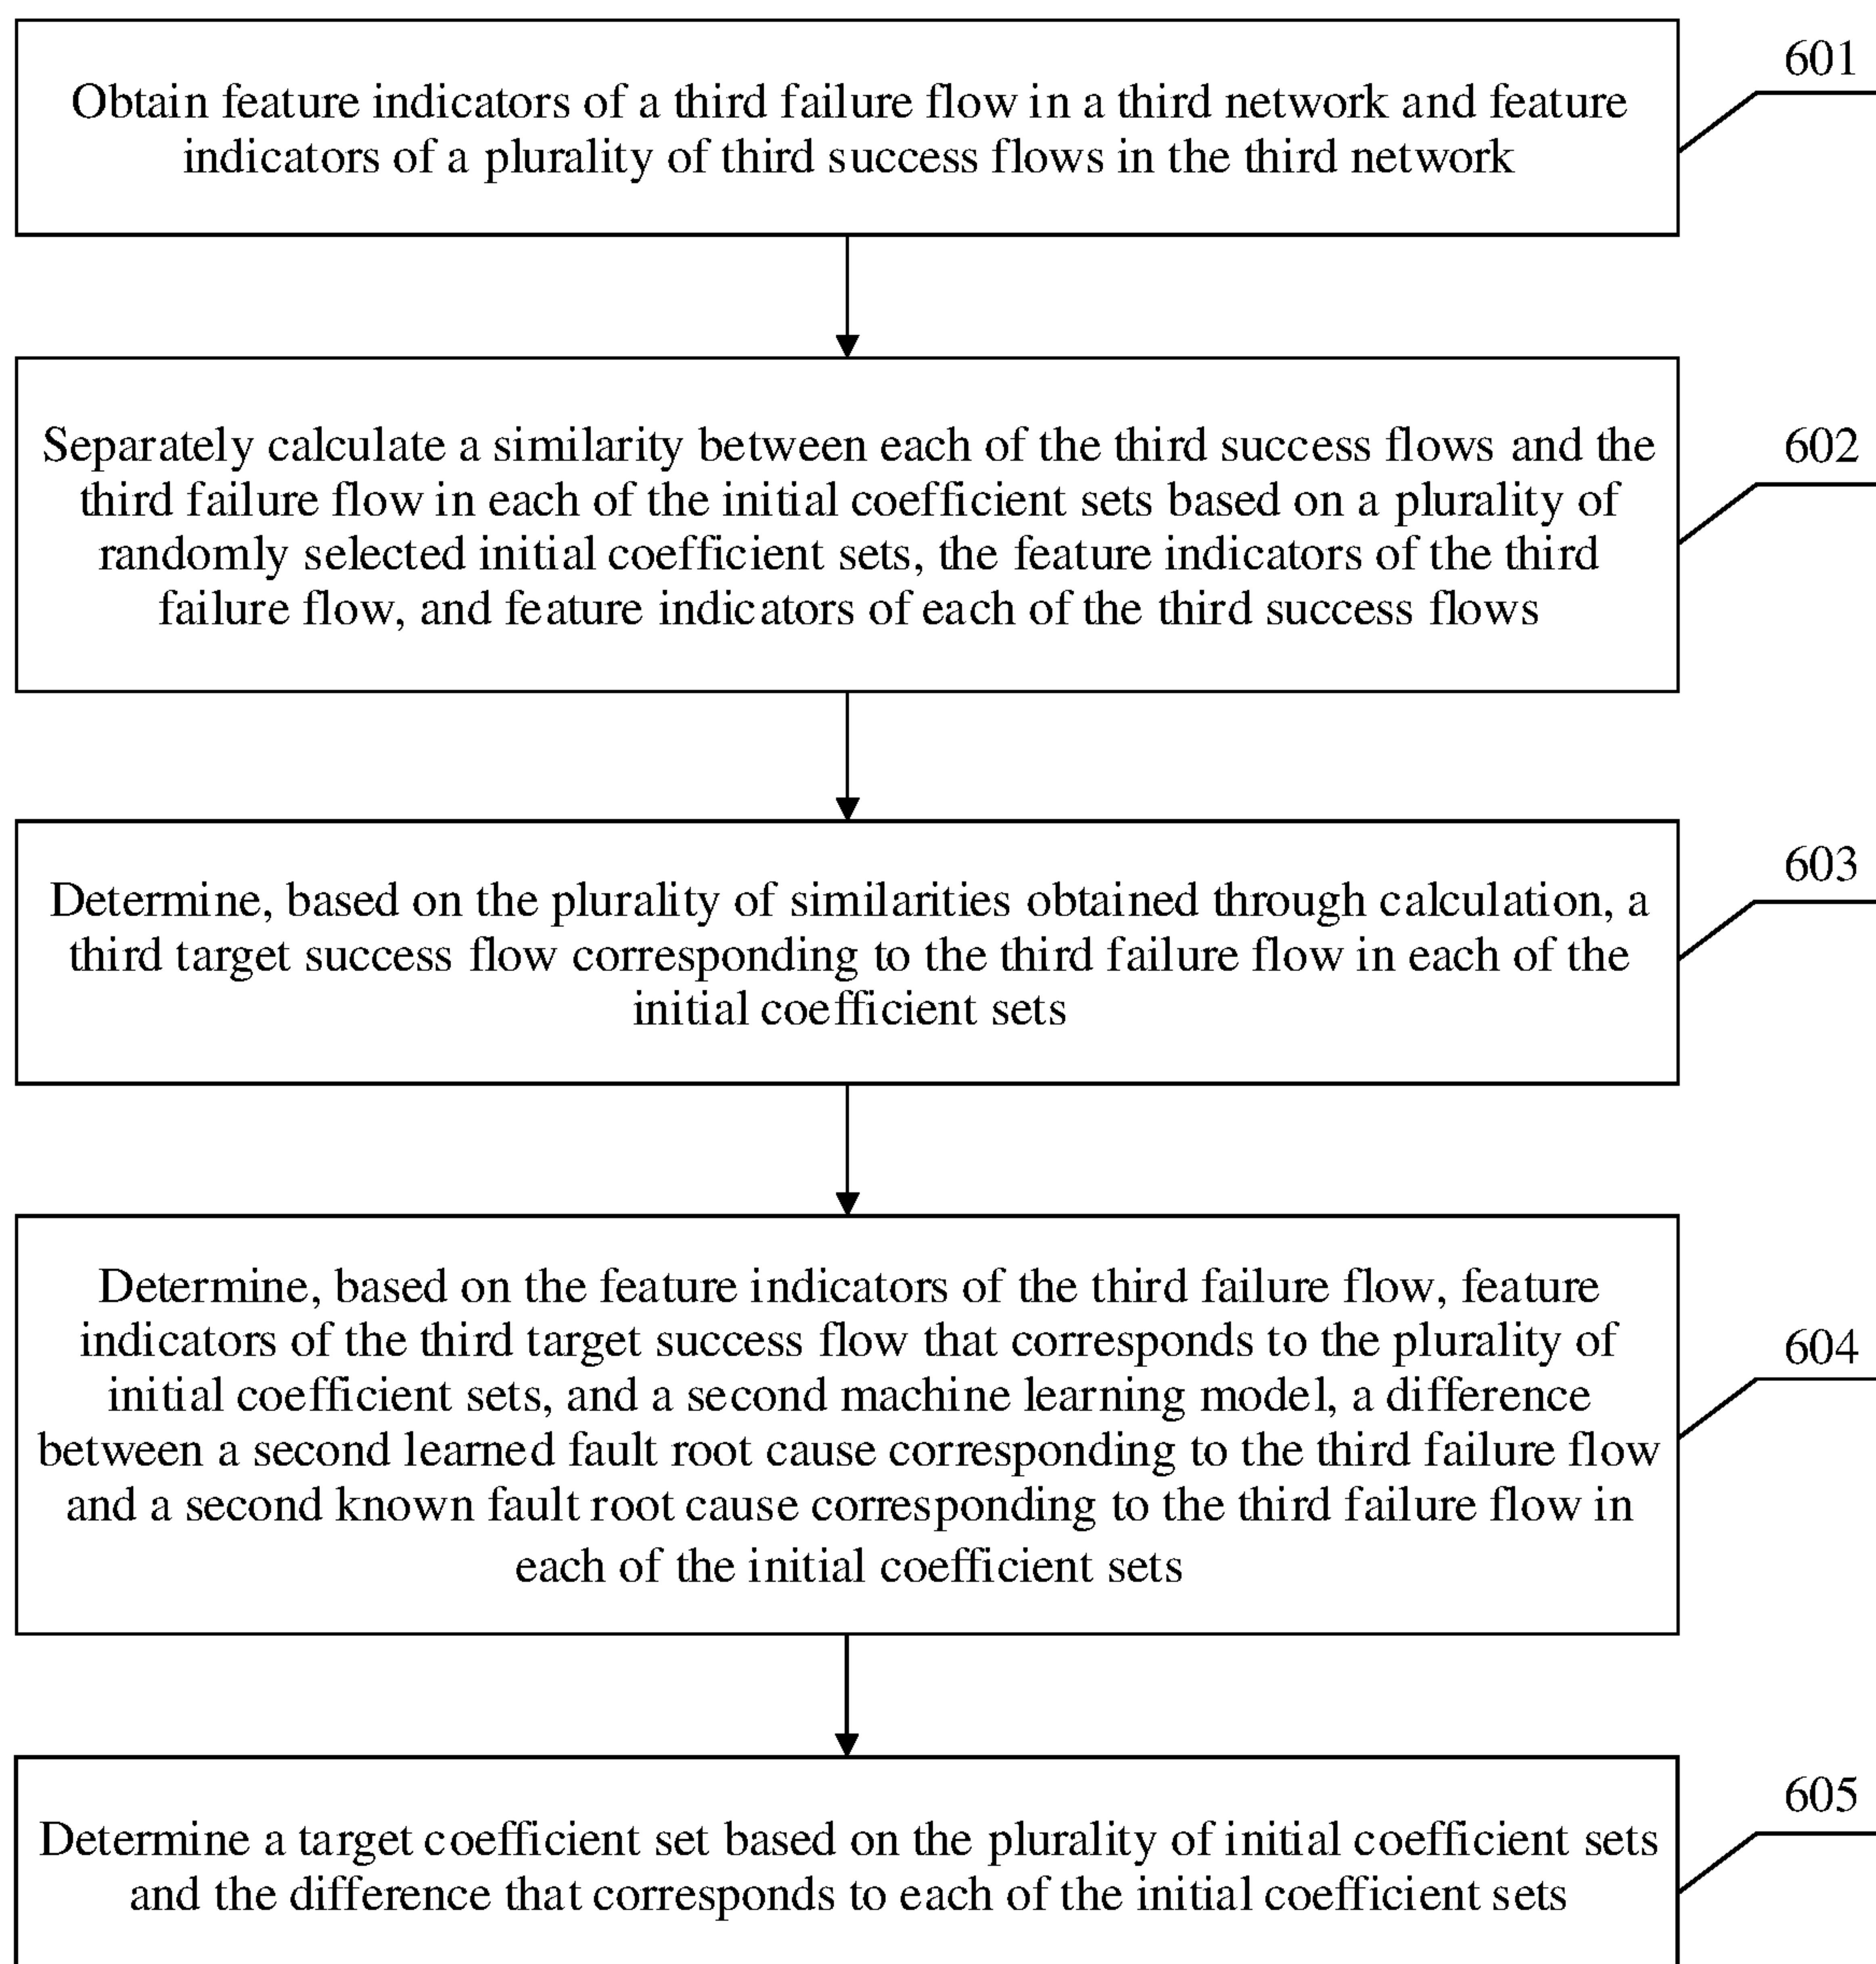 601
Obtain feature indicators of a third failure flow in a third network and feature
indicators of a plurality of third success flows in the third network
602
Separately calculate a similarity between each of the third success flows and the
third failure flow in each of the initial coefficient sets based on a plurality of
randomly selected initial coefficient sets, the feature indicators of the third
failure flow, and feature indicators of each of the third success flows
603
Determine, based on the plurality of similarities obtained through calculation, a
third target success flow corresponding to the third failure flow in each of the
initial coefficient sets
604
Determine, based on the feature indicators of the third failure flow, feature
indicators of the third target success flow that corresponds to the plurality of
initial coefficient sets, and a second machine learning model, a difference
between a second learned fault root cause corresponding to the third failure flow
and a second known fault root cause corresponding to the third failure flow in
each of the initial coefficient sets
605
Determine a target coefficient set based on the plurality of initial coefficient sets
and the difference that corresponds to each of the initial coefficient sets